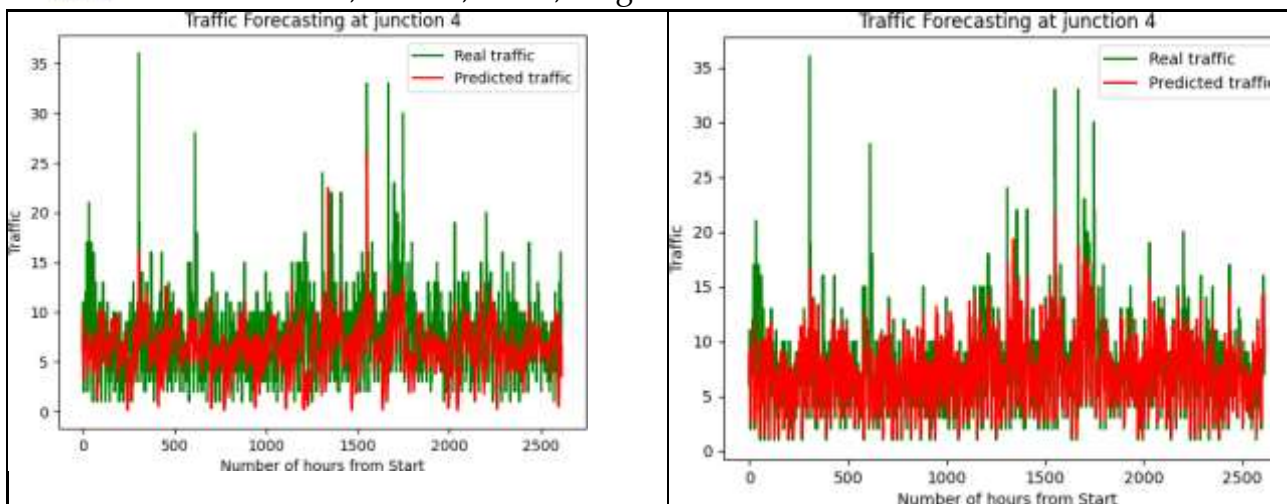 Traffic Forecasting at junction 4
Real traffic
Predicted traffic
35
30
25
20
15
10
5
0
Traffic
0 500 1000 1500 2000 2500
Number of hours from Start
Traffic Forecasting at junction 4
Real traffic
Predicted traffic
35
30
25
20
15
10
5
0
Traffic
0 500 1000 1500 2000 2500
Number of hours from Start